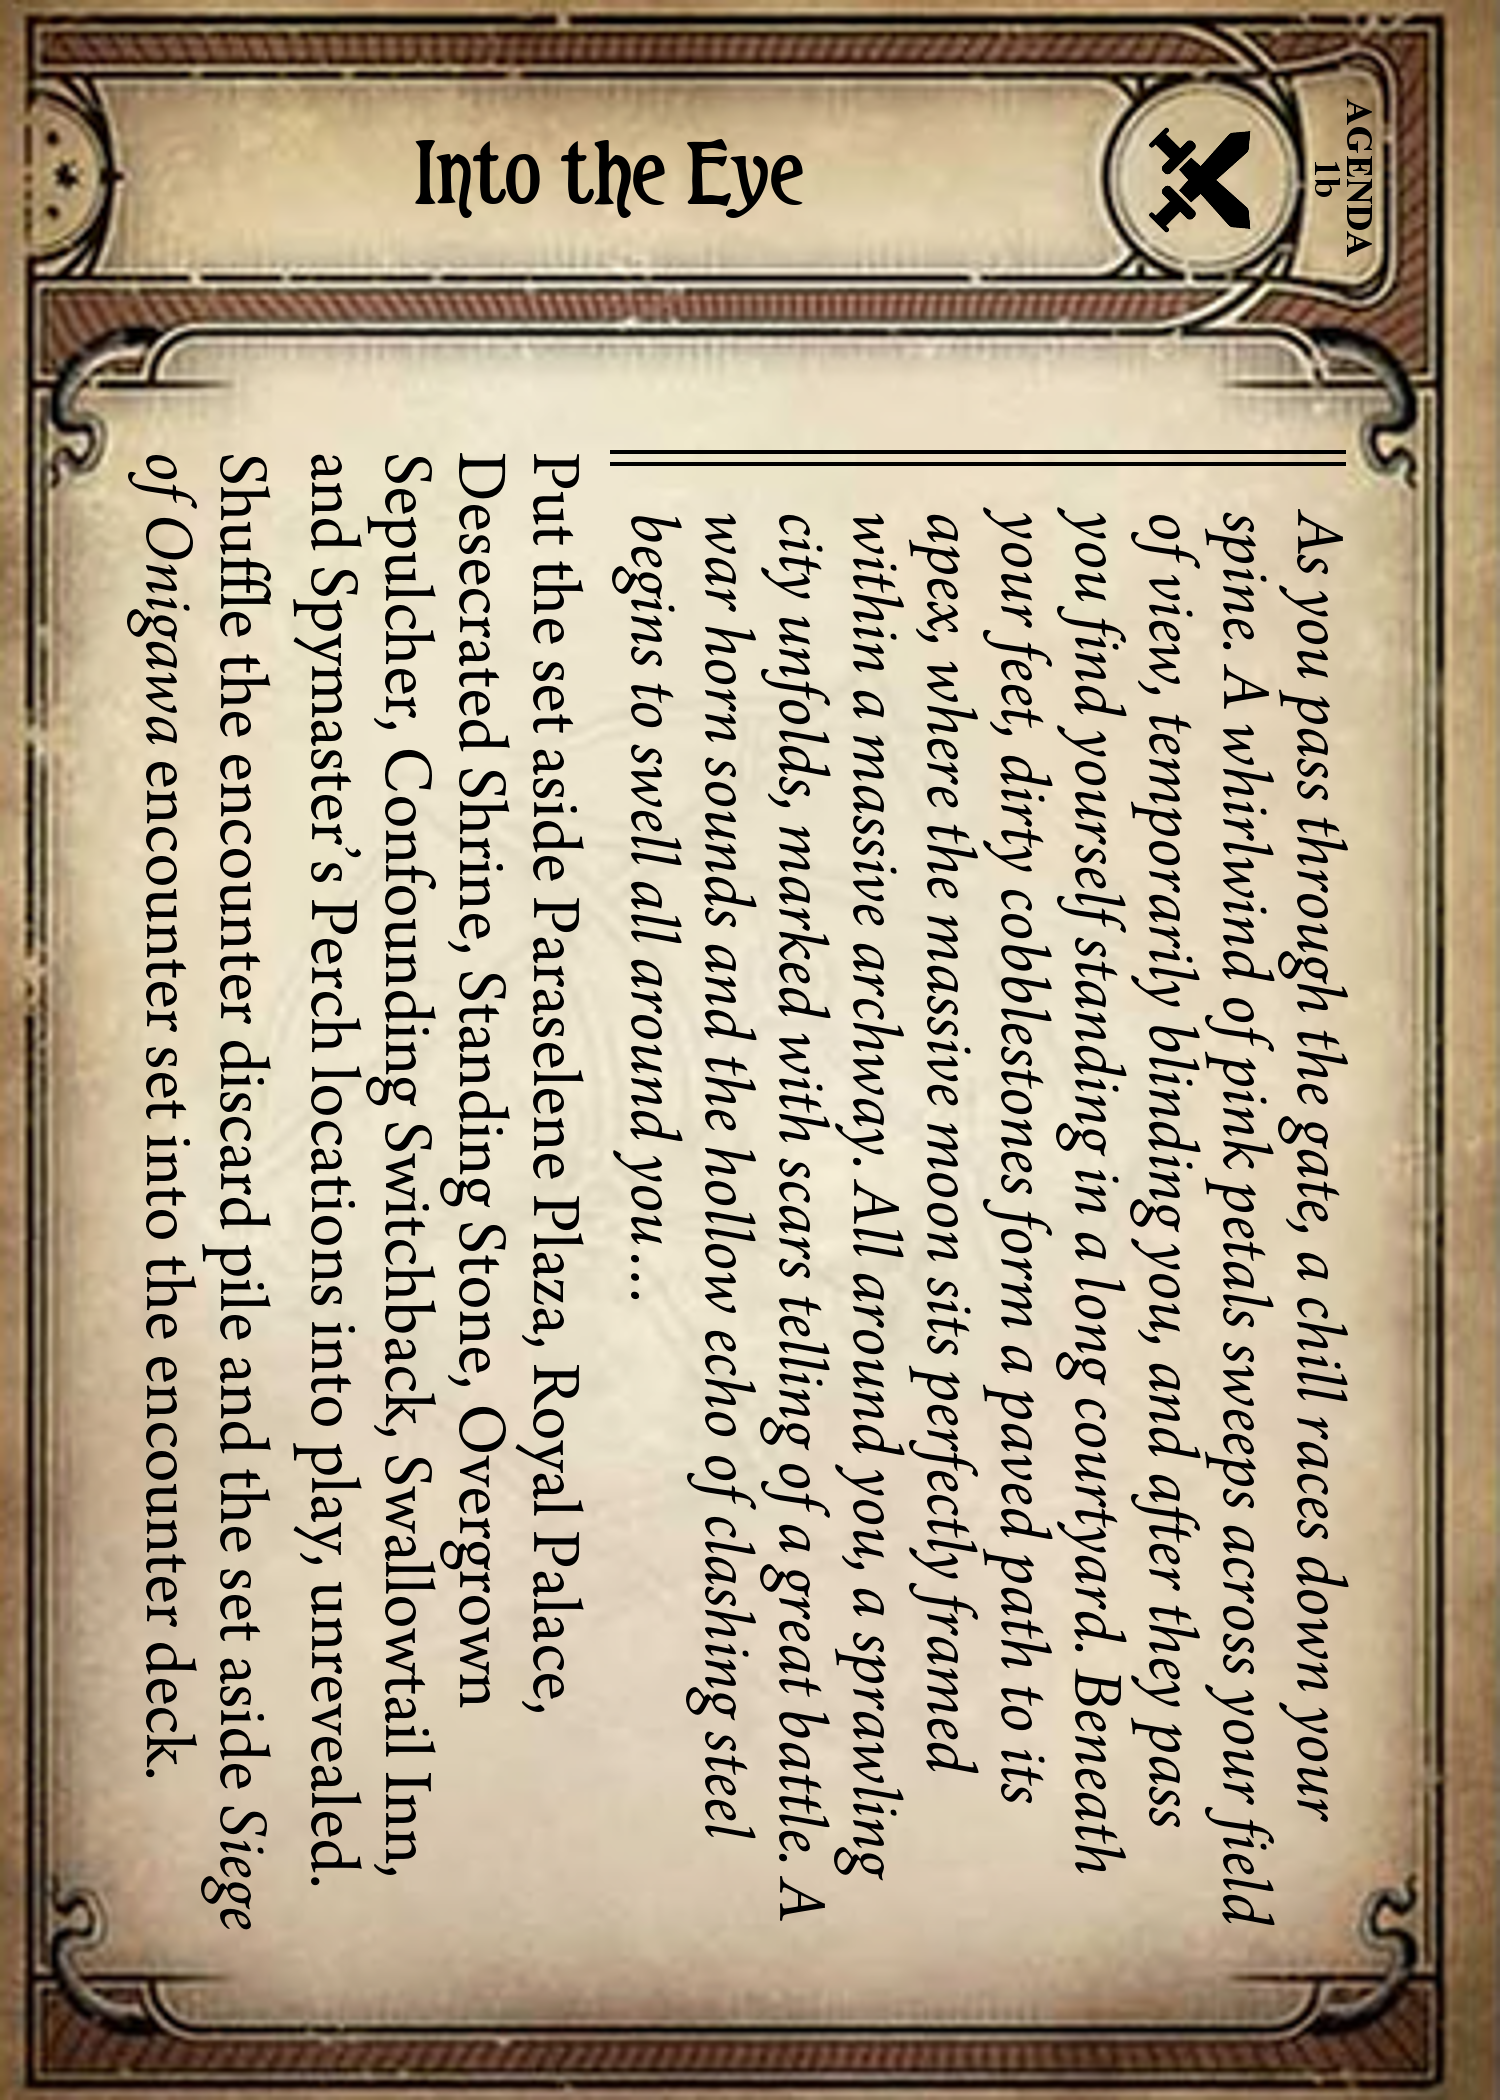 AGENDA
1b
Into the Eye
As you pass through the gate, a chill races down your
spine. A whirlwind of pink petals sweeps across your field
of view, temporarily blinding you, and after they pass
you find yourself standing in a long courtyard. Beneath
your feet, dirty cobblestones form a paved path to its
apex, where the massive moon sits perfectly framed
within a massive archway. All around you, a sprawling
city unfolds, marked with scars telling of a great battle. A
war horn sounds and the hollow echo of clashing steel
begins to swell all around you...
Put the set aside Paraselene Plaza, Royal Palace,
Desecrated Shrine, Standing Stone, Overgrown
Sepulcher, Confounding Switchback, Swallowtail Inn,
and Spymaster’s Perch locations into play, unrevealed.
Shuffle the encounter discard pile and the set aside Siege
of Onigawa encounter set into the encounter deck.